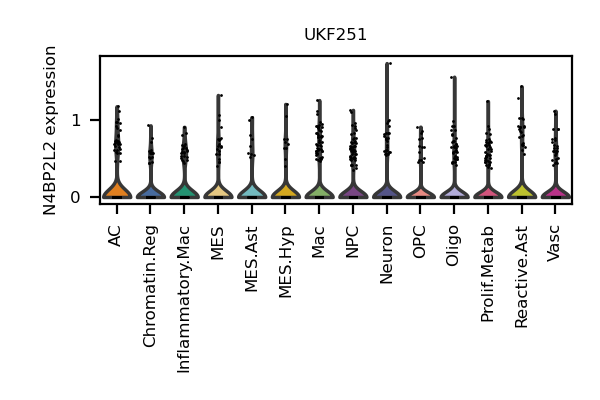 UKF251
N4BP2L2 expression
1
0
AC
Chromatin.Reg
Inflammatory.Mac
MES
MES.Ast
MES.Hyp
Mac
NPC
Neuron
OPC
Oligo
Prolif.Metab
Reactive.Ast
Vasc